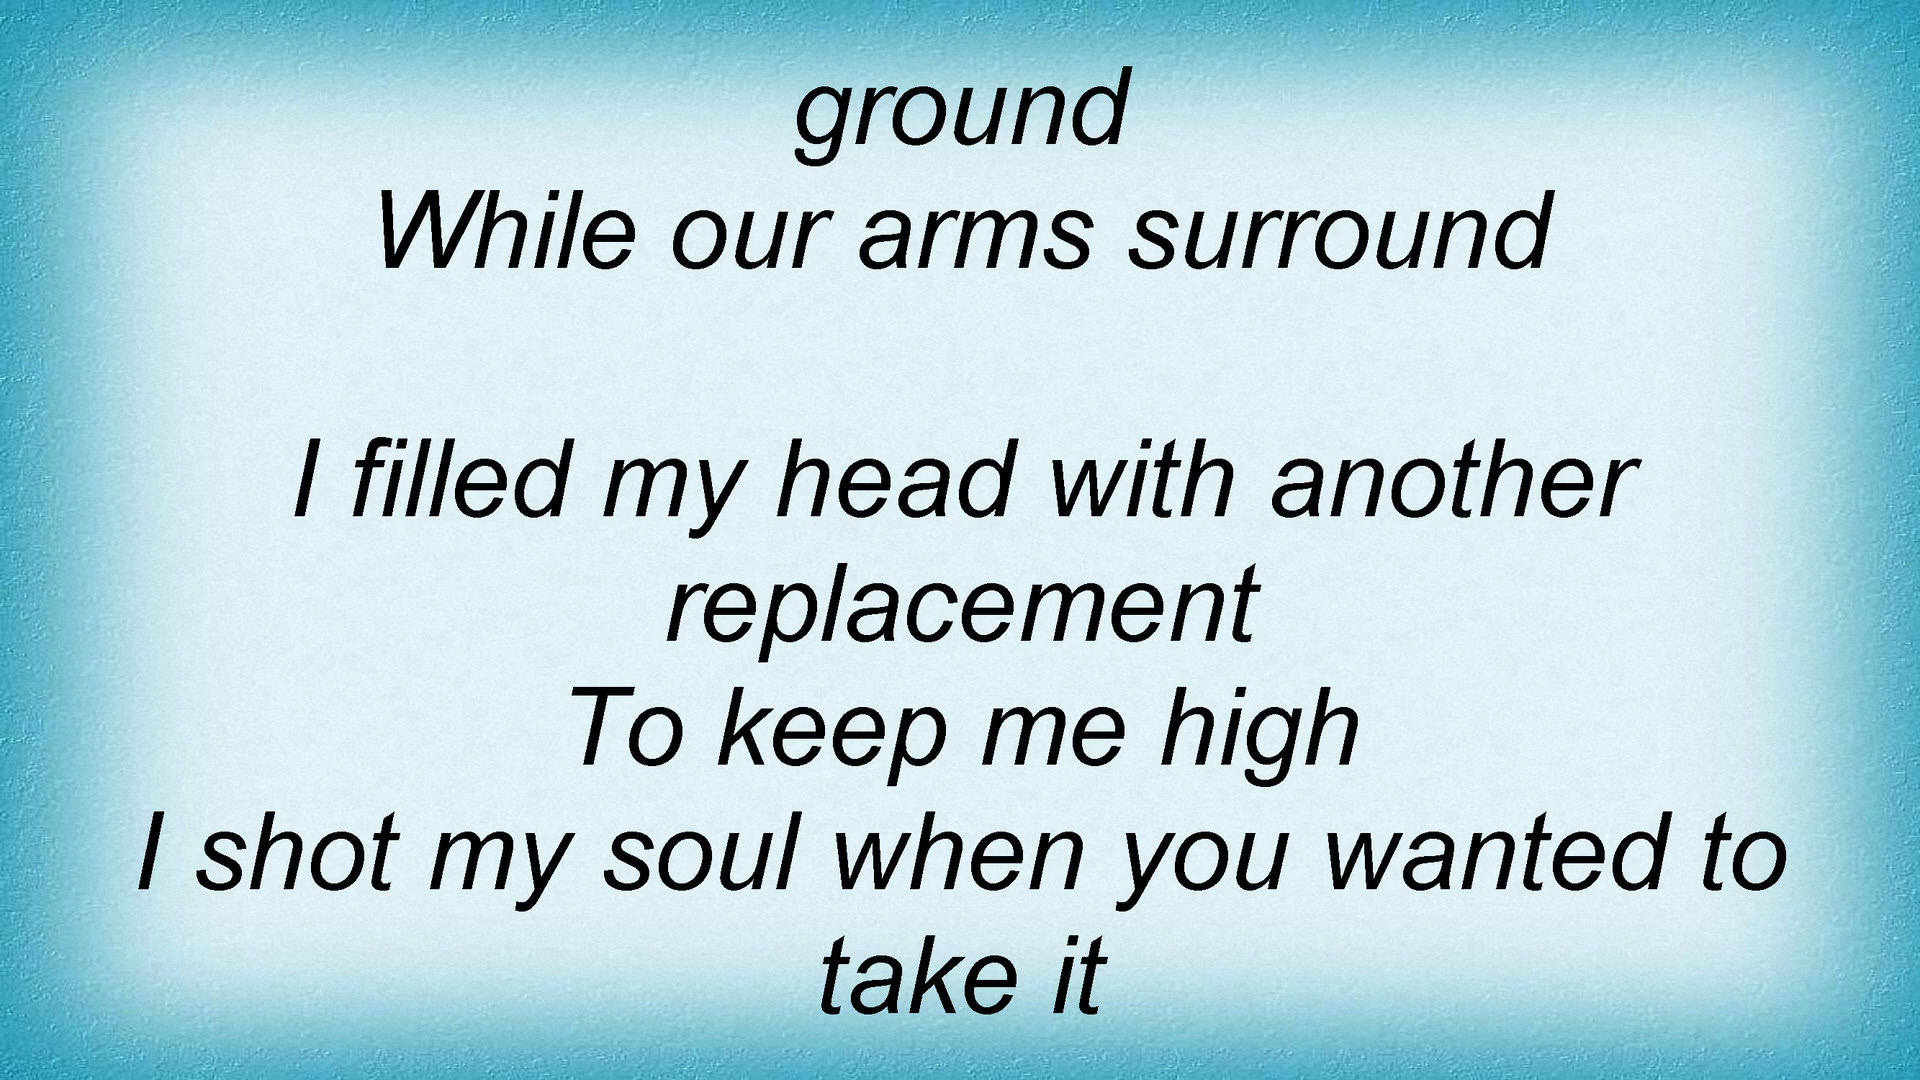 ground
While our arms surround
I filled my head with another
replacement
To keep me high
I shot my soul when you wanted to
take it